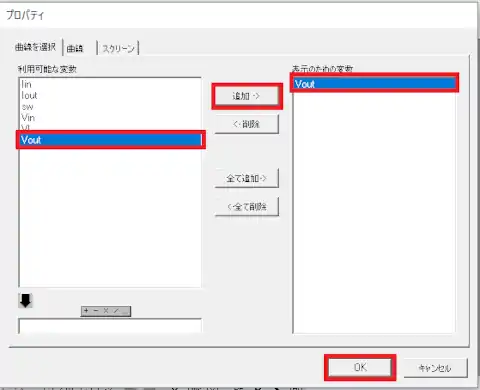 プロパティ
曲線を選択
曲線
スクリーン
利用可能な変数
Iin
Iout
sw
Vin
VL
Vout
追加 ->
<-削除
全て追加->
<-全て削除
表示のための変数
Vout
+ - × / ...
OK
キャンセル